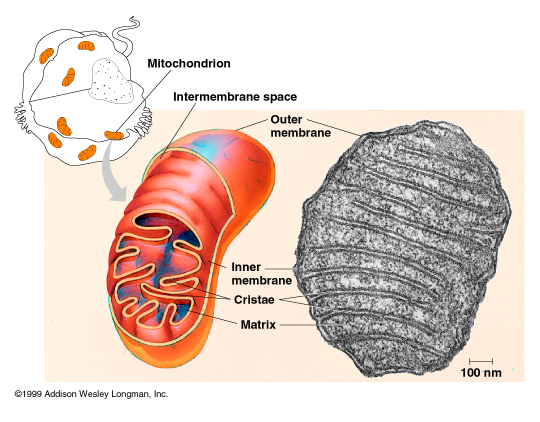 Mitochondrion
Intermembrane space
Outer
membrane
Inner
membrane
Cristae
Matrix
100 nm
©1999 Addison Wesley Longman, Inc.